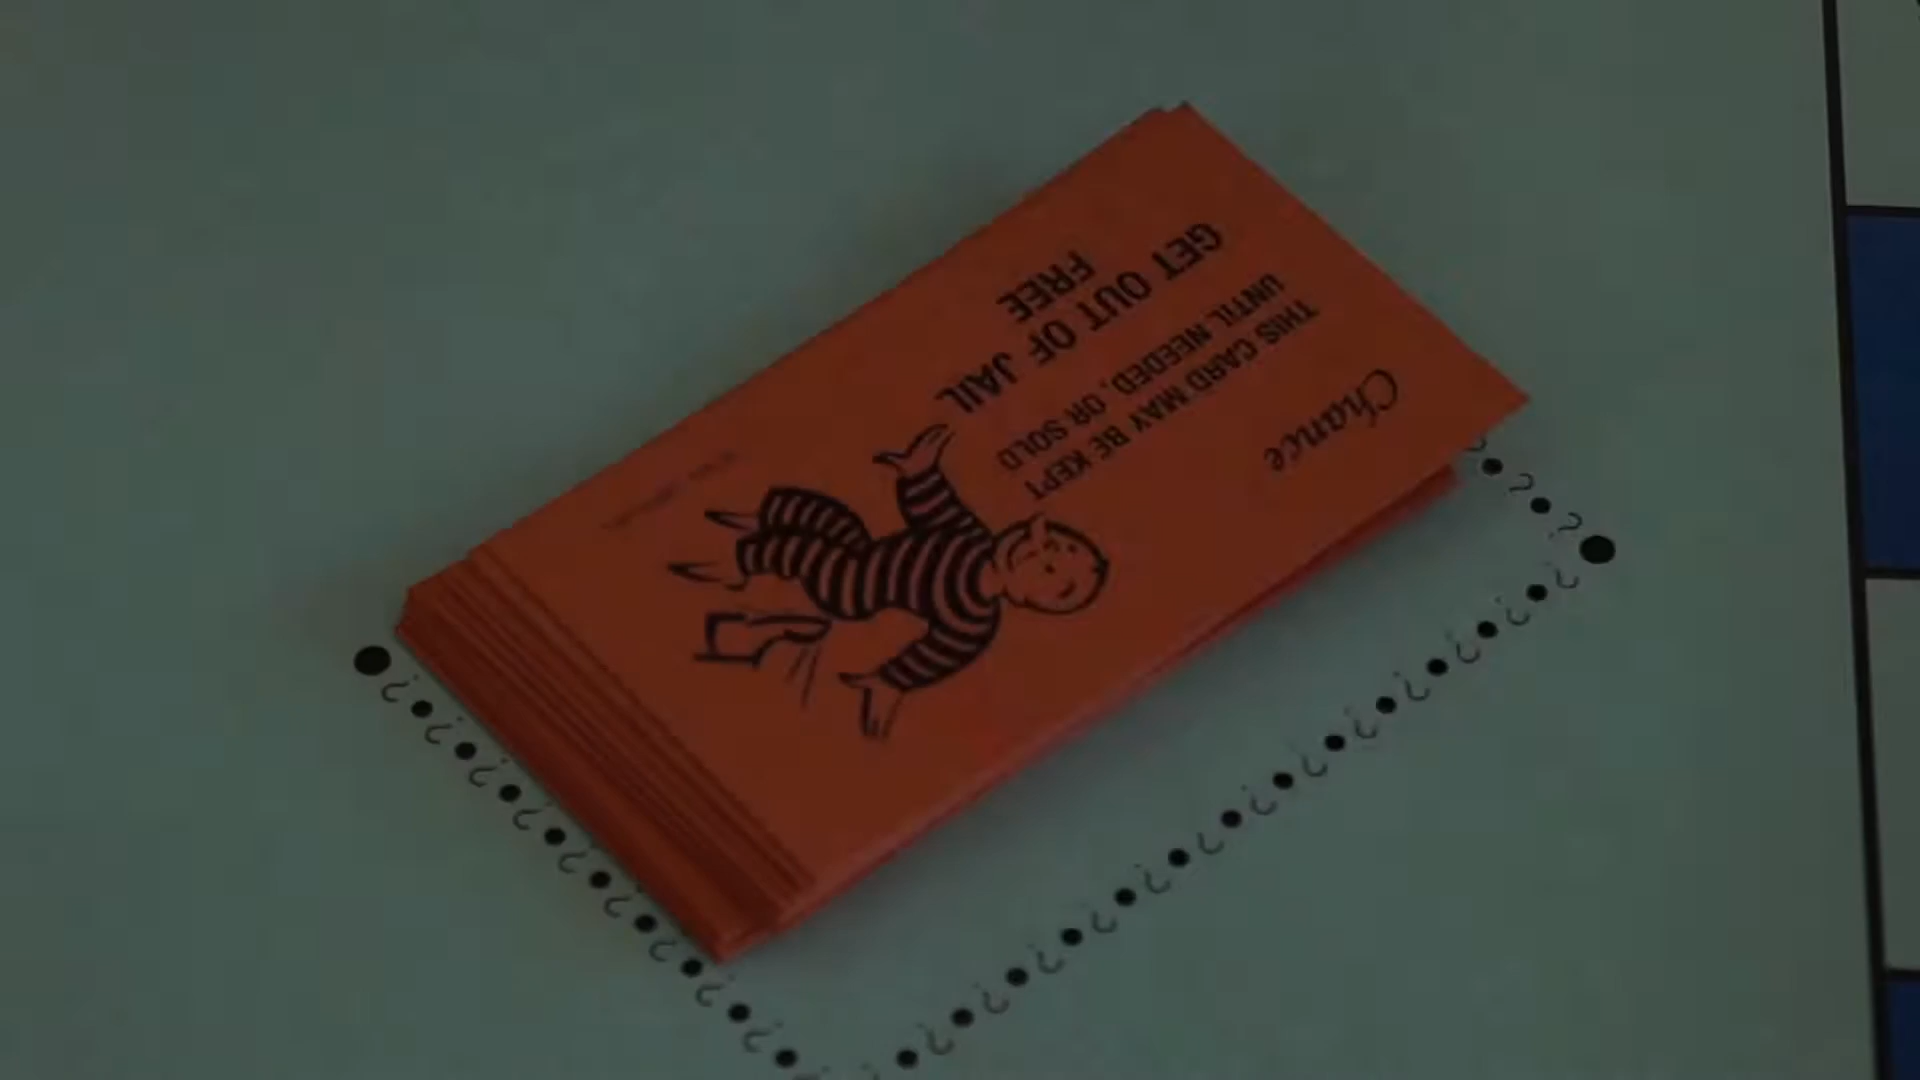 Chance
THIS CARD MAY BE KEPT
UNTIL NEEDED, OR SOLD
GET OUT OF JAIL
FREE